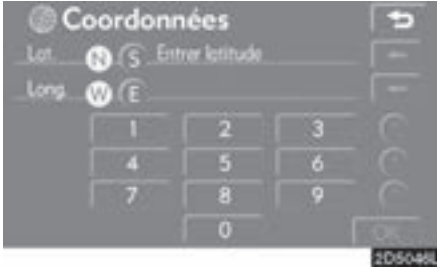 Coordonnées
Lat. N S Entrer latitude
Long. W E
1 2 3
4 5 6
7 8 9
0 OK
2D5046L